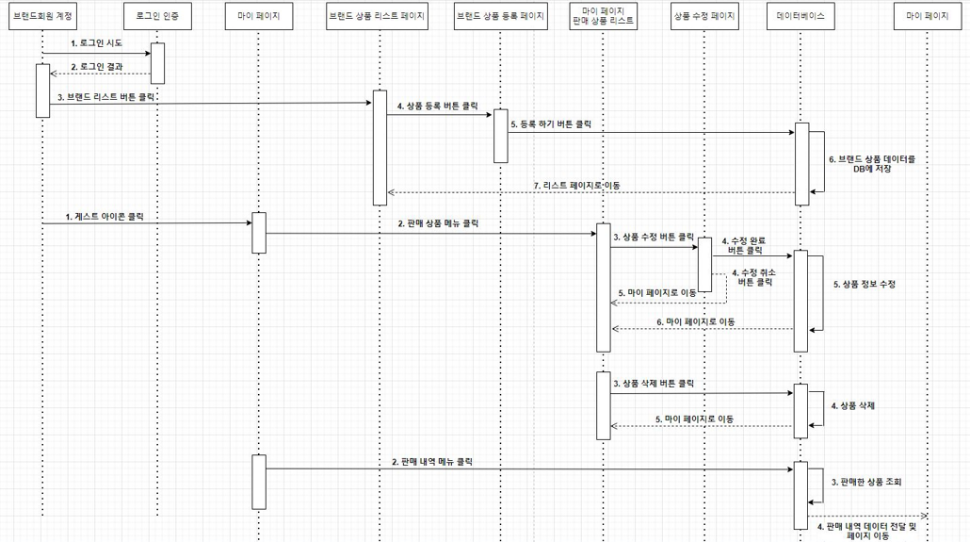 브랜드회원 계정
로그인 인증
마이 페이지
브랜드 상품 리스트 페이지
브랜드 상품 등록 페이지
마이 페이지
판매 상품 리스트
상품 수정 페이지
데이터베이스
마이 페이지
1. 로그인 시도
2. 로그인 결과
3. 브랜드 리스트 버튼 클릭
4. 상품 등록 버튼 클릭
5. 등록 하기 버튼 클릭
6. 브랜드 상품 데이터를
DB에 저장
7. 리스트 페이지로 이동
1. 게스트 아이콘 클릭
2. 판매 상품 메뉴 클릭
3. 상품 수정 버튼 클릭
4. 수정 완료
버튼 클릭
4. 수정 취소
버튼 클릭
5. 상품 정보 수정
5. 마이 페이지로 이동
6. 마이 페이지로 이동
3. 상품 삭제 버튼 클릭
4. 상품 삭제
5. 마이 페이지로 이동
2. 판매 내역 메뉴 클릭
3. 판매한 상품 조회
4. 판매 내역 데이터 전달 및
페이지 이동